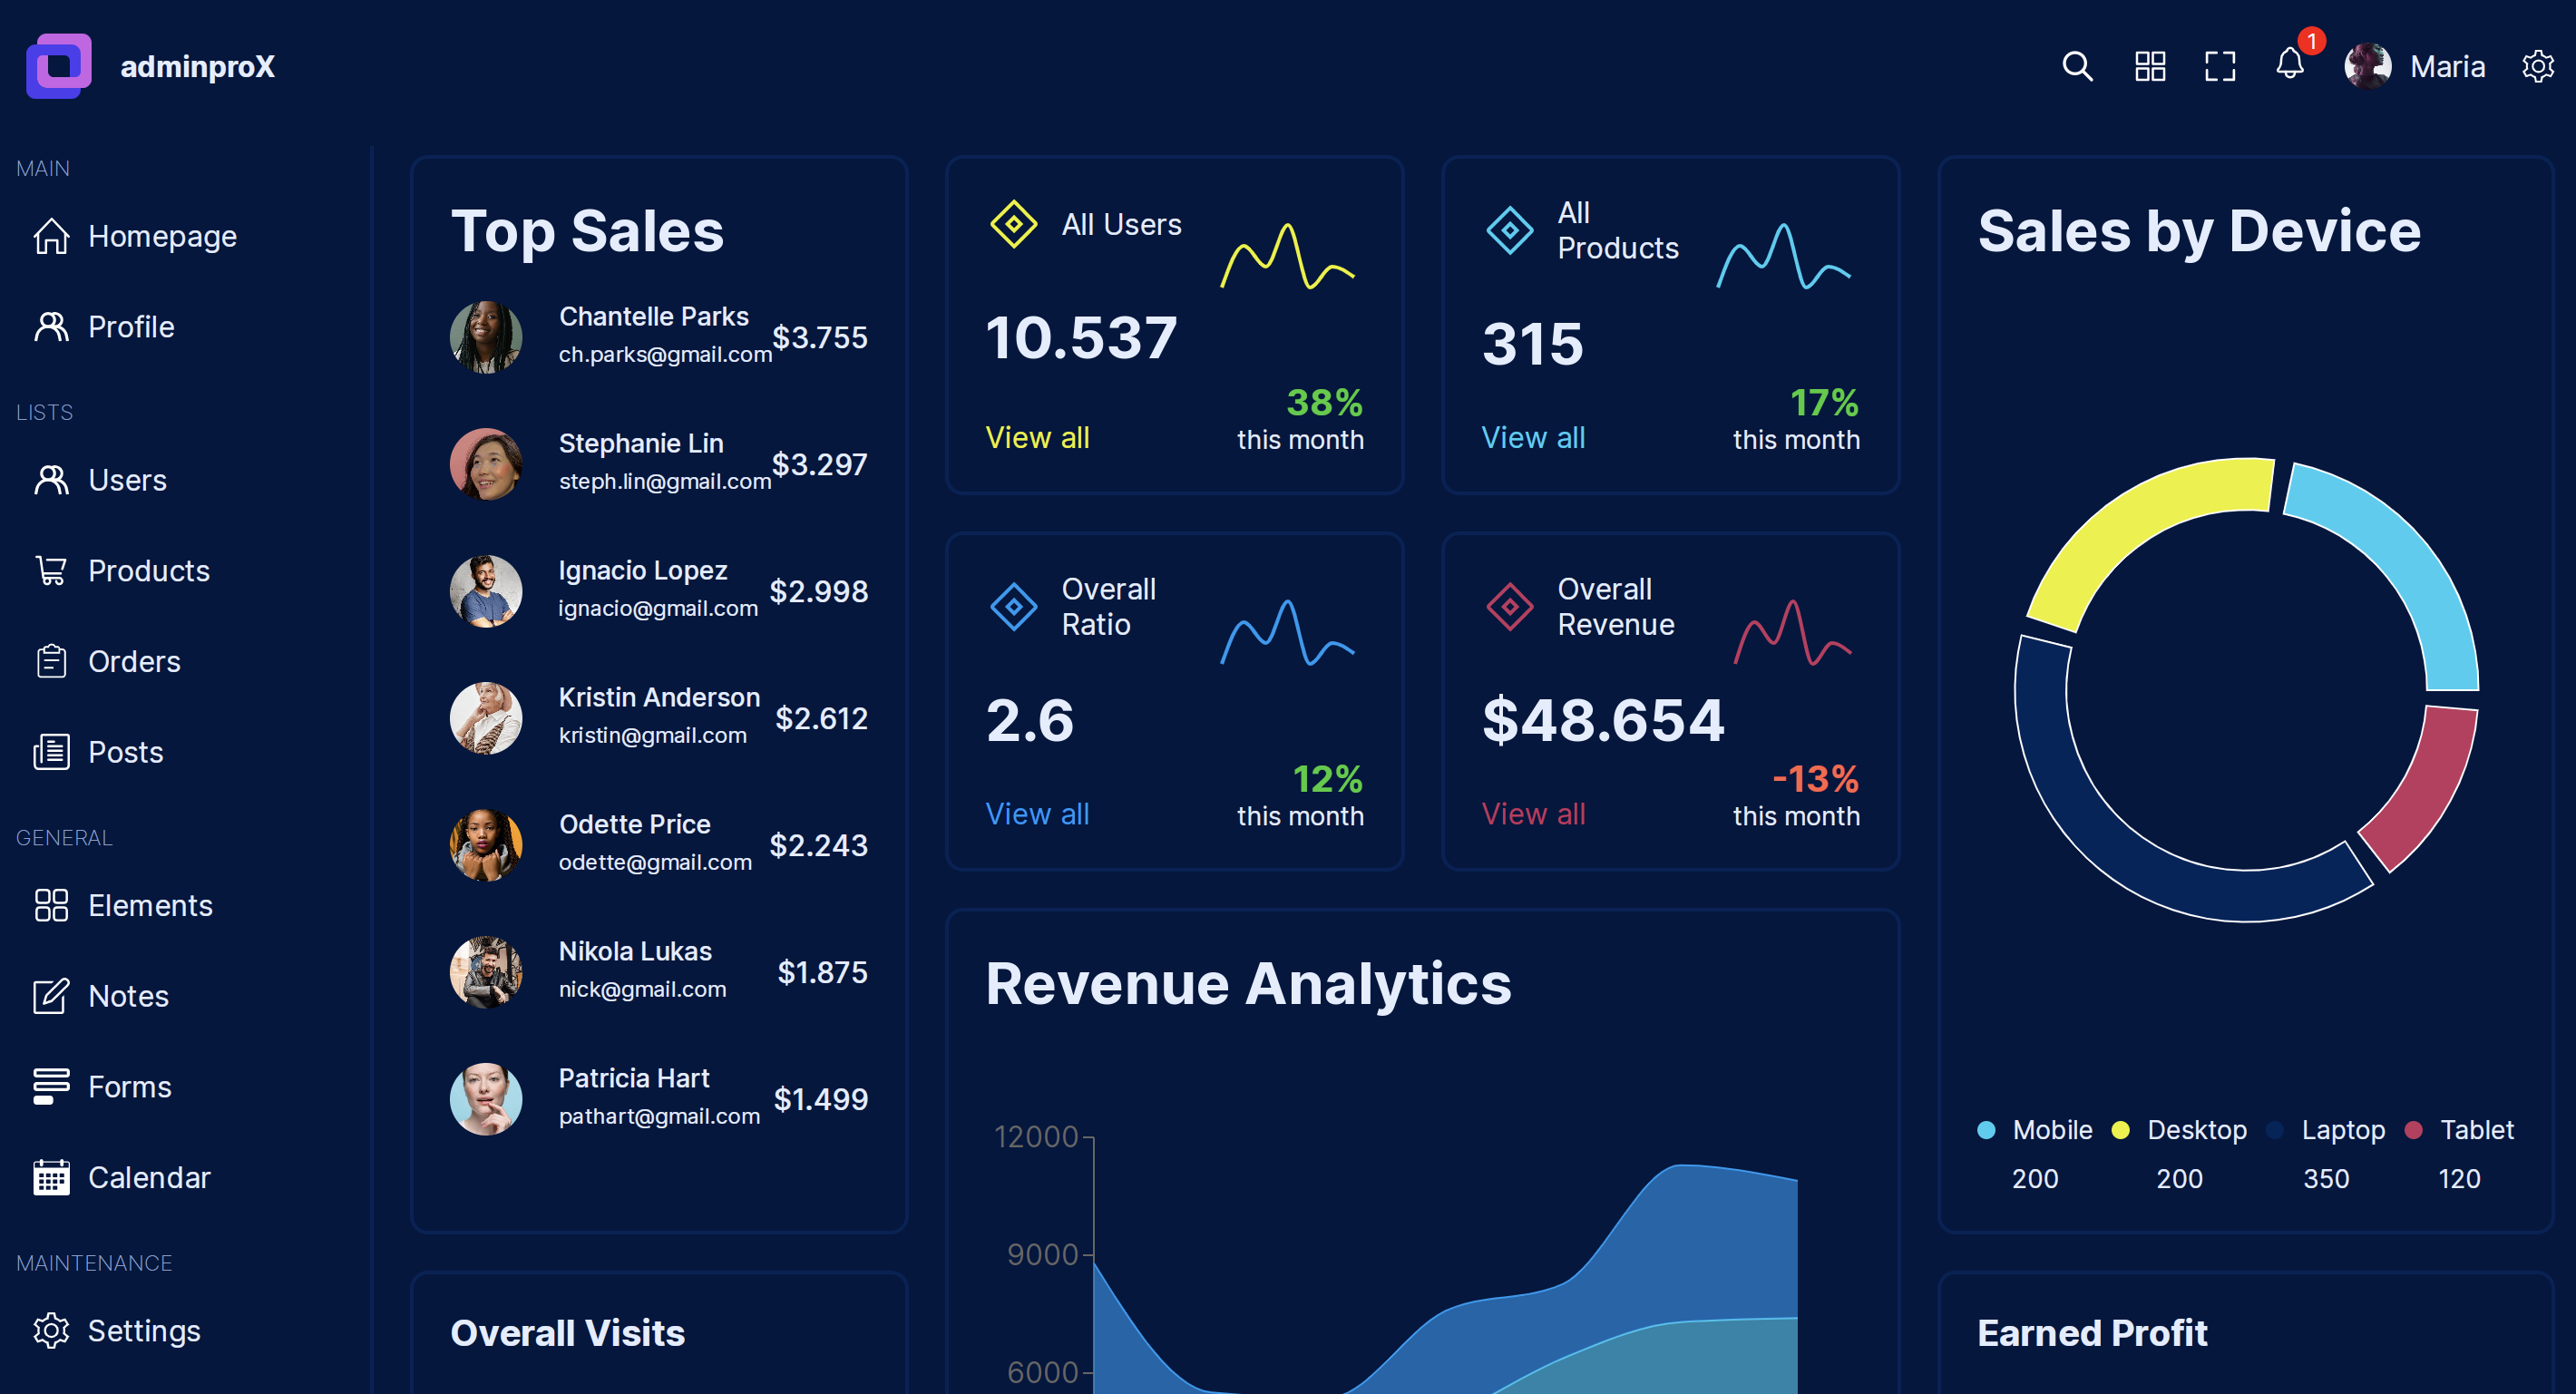 adminproX
1
Maria
MAIN
Homepage
Profile
LISTS
Users
Products
Orders
Posts
GENERAL
Elements
Notes
Forms
Calendar
MAINTENANCE
Settings
Top Sales
Chantelle Parks
ch.parks@gmail.com
$3.755
Stephanie Lin
steph.lin@gmail.com
$3.297
Ignacio Lopez
ignacio@gmail.com
$2.998
Kristin Anderson
kristin@gmail.com
$2.612
Odette Price
odette@gmail.com
$2.243
Nikola Lukas
nick@gmail.com
$1.875
Patricia Hart
pathart@gmail.com
$1.499
Overall Visits
All Users
10.537
View all
38%
this month
All
Products
315
View all
17%
this month
Overall
Ratio
2.6
View all
12%
this month
Overall
Revenue
$48.654
View all
-13%
this month
Revenue Analytics
12000
9000
6000
Sales by Device
Mobile Desktop Laptop Tablet
200 200 350 120
Earned Profit